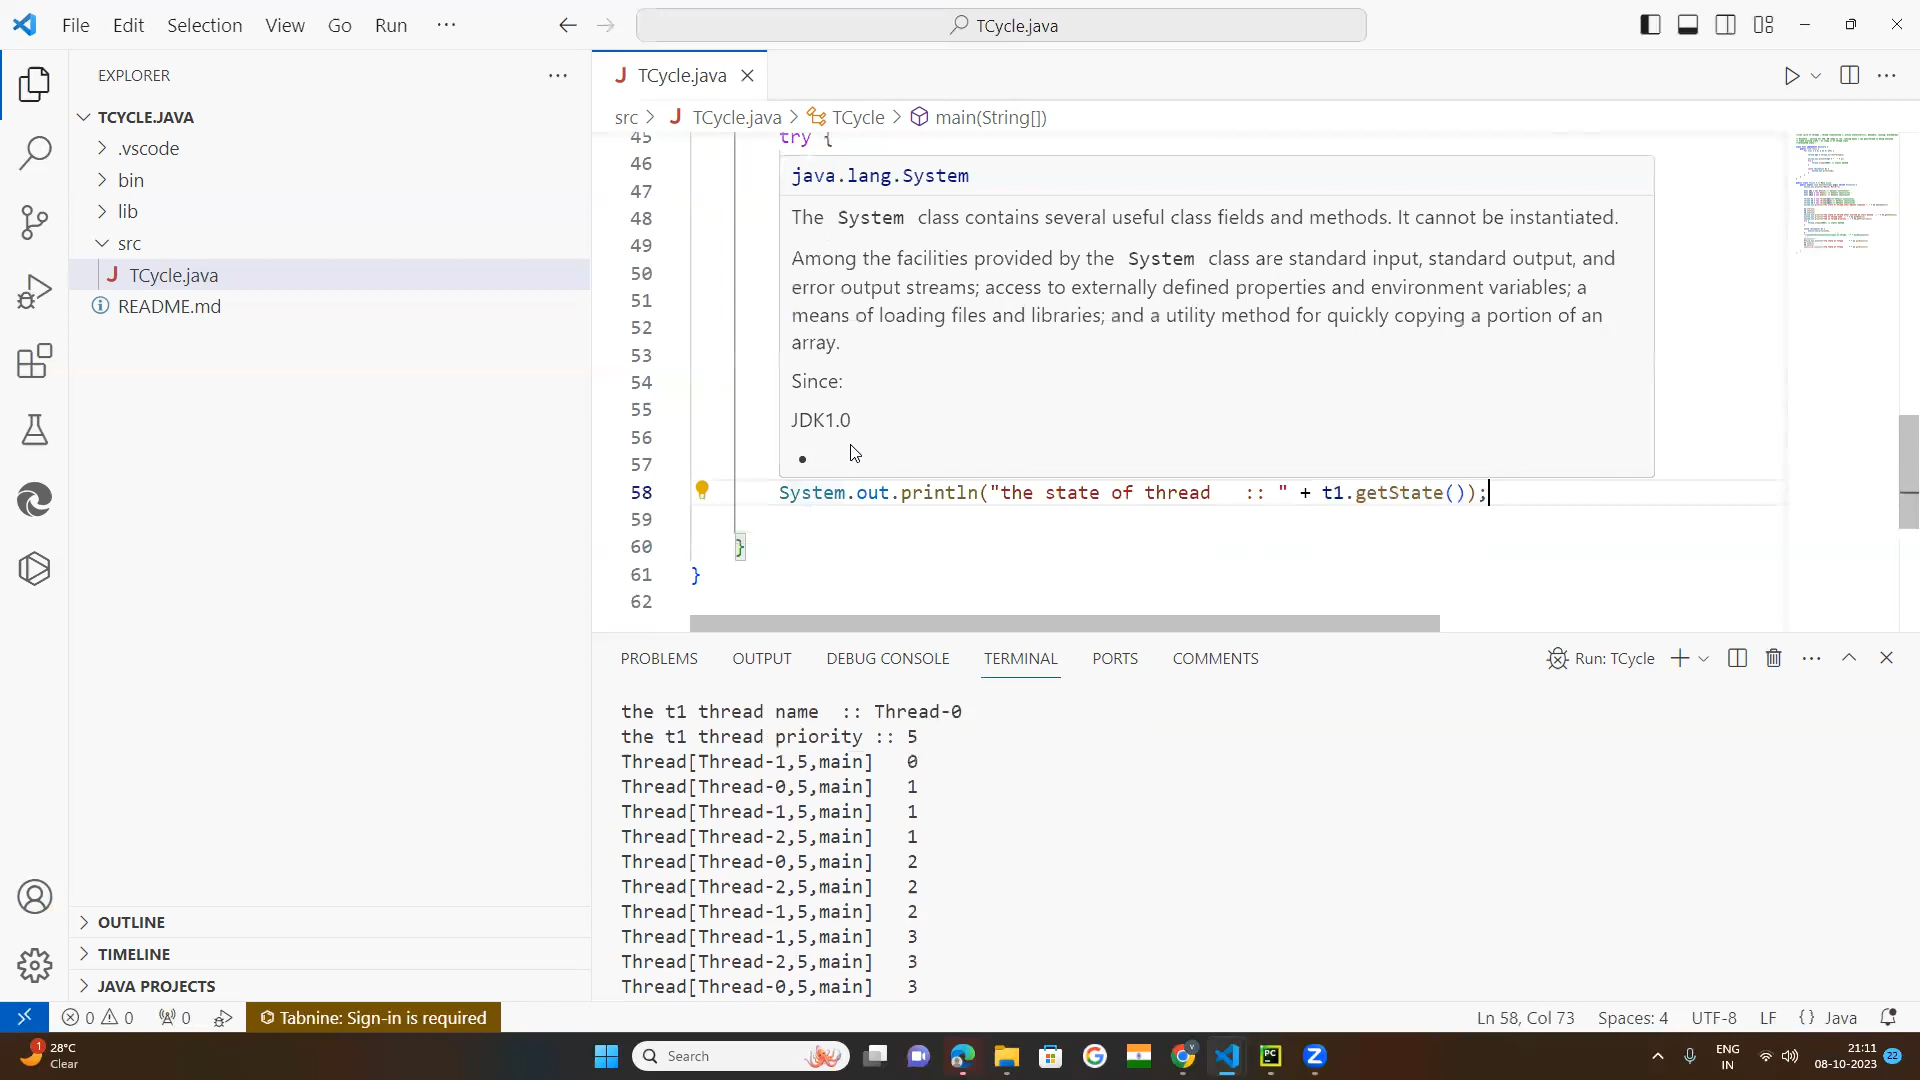 File Edit Selection View Go Run ···
TCycle.java
EXPLORER
TCYCLE.JAVA
.vscode
bin
lib
src
J TCycle.java
README.md
OUTLINE
TIMELINE
JAVA PROJECTS
J TCycle.java
src > J TCycle.java > TCycle > main(String[])
45 try {
46
47
48
49
50
51
52
53
54
55
56
57
58 System.out.println("the state of thread   :: " + t1.getState());
59
60 }
61 }
62
java.lang.System
The System class contains several useful class fields and methods. It cannot be instantiated.
Among the facilities provided by the System class are standard input, standard output, and
error output streams; access to externally defined properties and environment variables; a
means of loading files and libraries; and a utility method for quickly copying a portion of an
array.
Since:
JDK1.0
PROBLEMS OUTPUT DEBUG CONSOLE TERMINAL PORTS COMMENTS
Run: TCycle
the t1 thread name  :: Thread-0
the t1 thread priority :: 5
Thread[Thread-1,5,main]   0
Thread[Thread-0,5,main]   1
Thread[Thread-1,5,main]   1
Thread[Thread-2,5,main]   1
Thread[Thread-0,5,main]   2
Thread[Thread-2,5,main]   2
Thread[Thread-1,5,main]   2
Thread[Thread-1,5,main]   3
Thread[Thread-2,5,main]   3
Thread[Thread-0,5,main]   3
0 0 0 Tabnine: Sign-in is required
Ln 58, Col 73 Spaces: 4 UTF-8 LF {} Java
1 28°C
Clear
Search
PC
Z
ENG
IN
21:11
08-10-2023
22